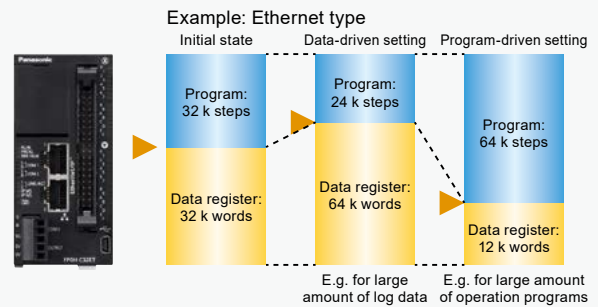 Example: Ethernet type
Initial state
Data-driven setting
Program-driven setting
Panasonic
Program:
32 k steps
Program:
24 k steps
Program:
64 k steps
Data register:
32 k words
Data register:
64 k words
Data register:
12 k words
E.g. for large
amount of log data
E.g. for large amount
of operation programs